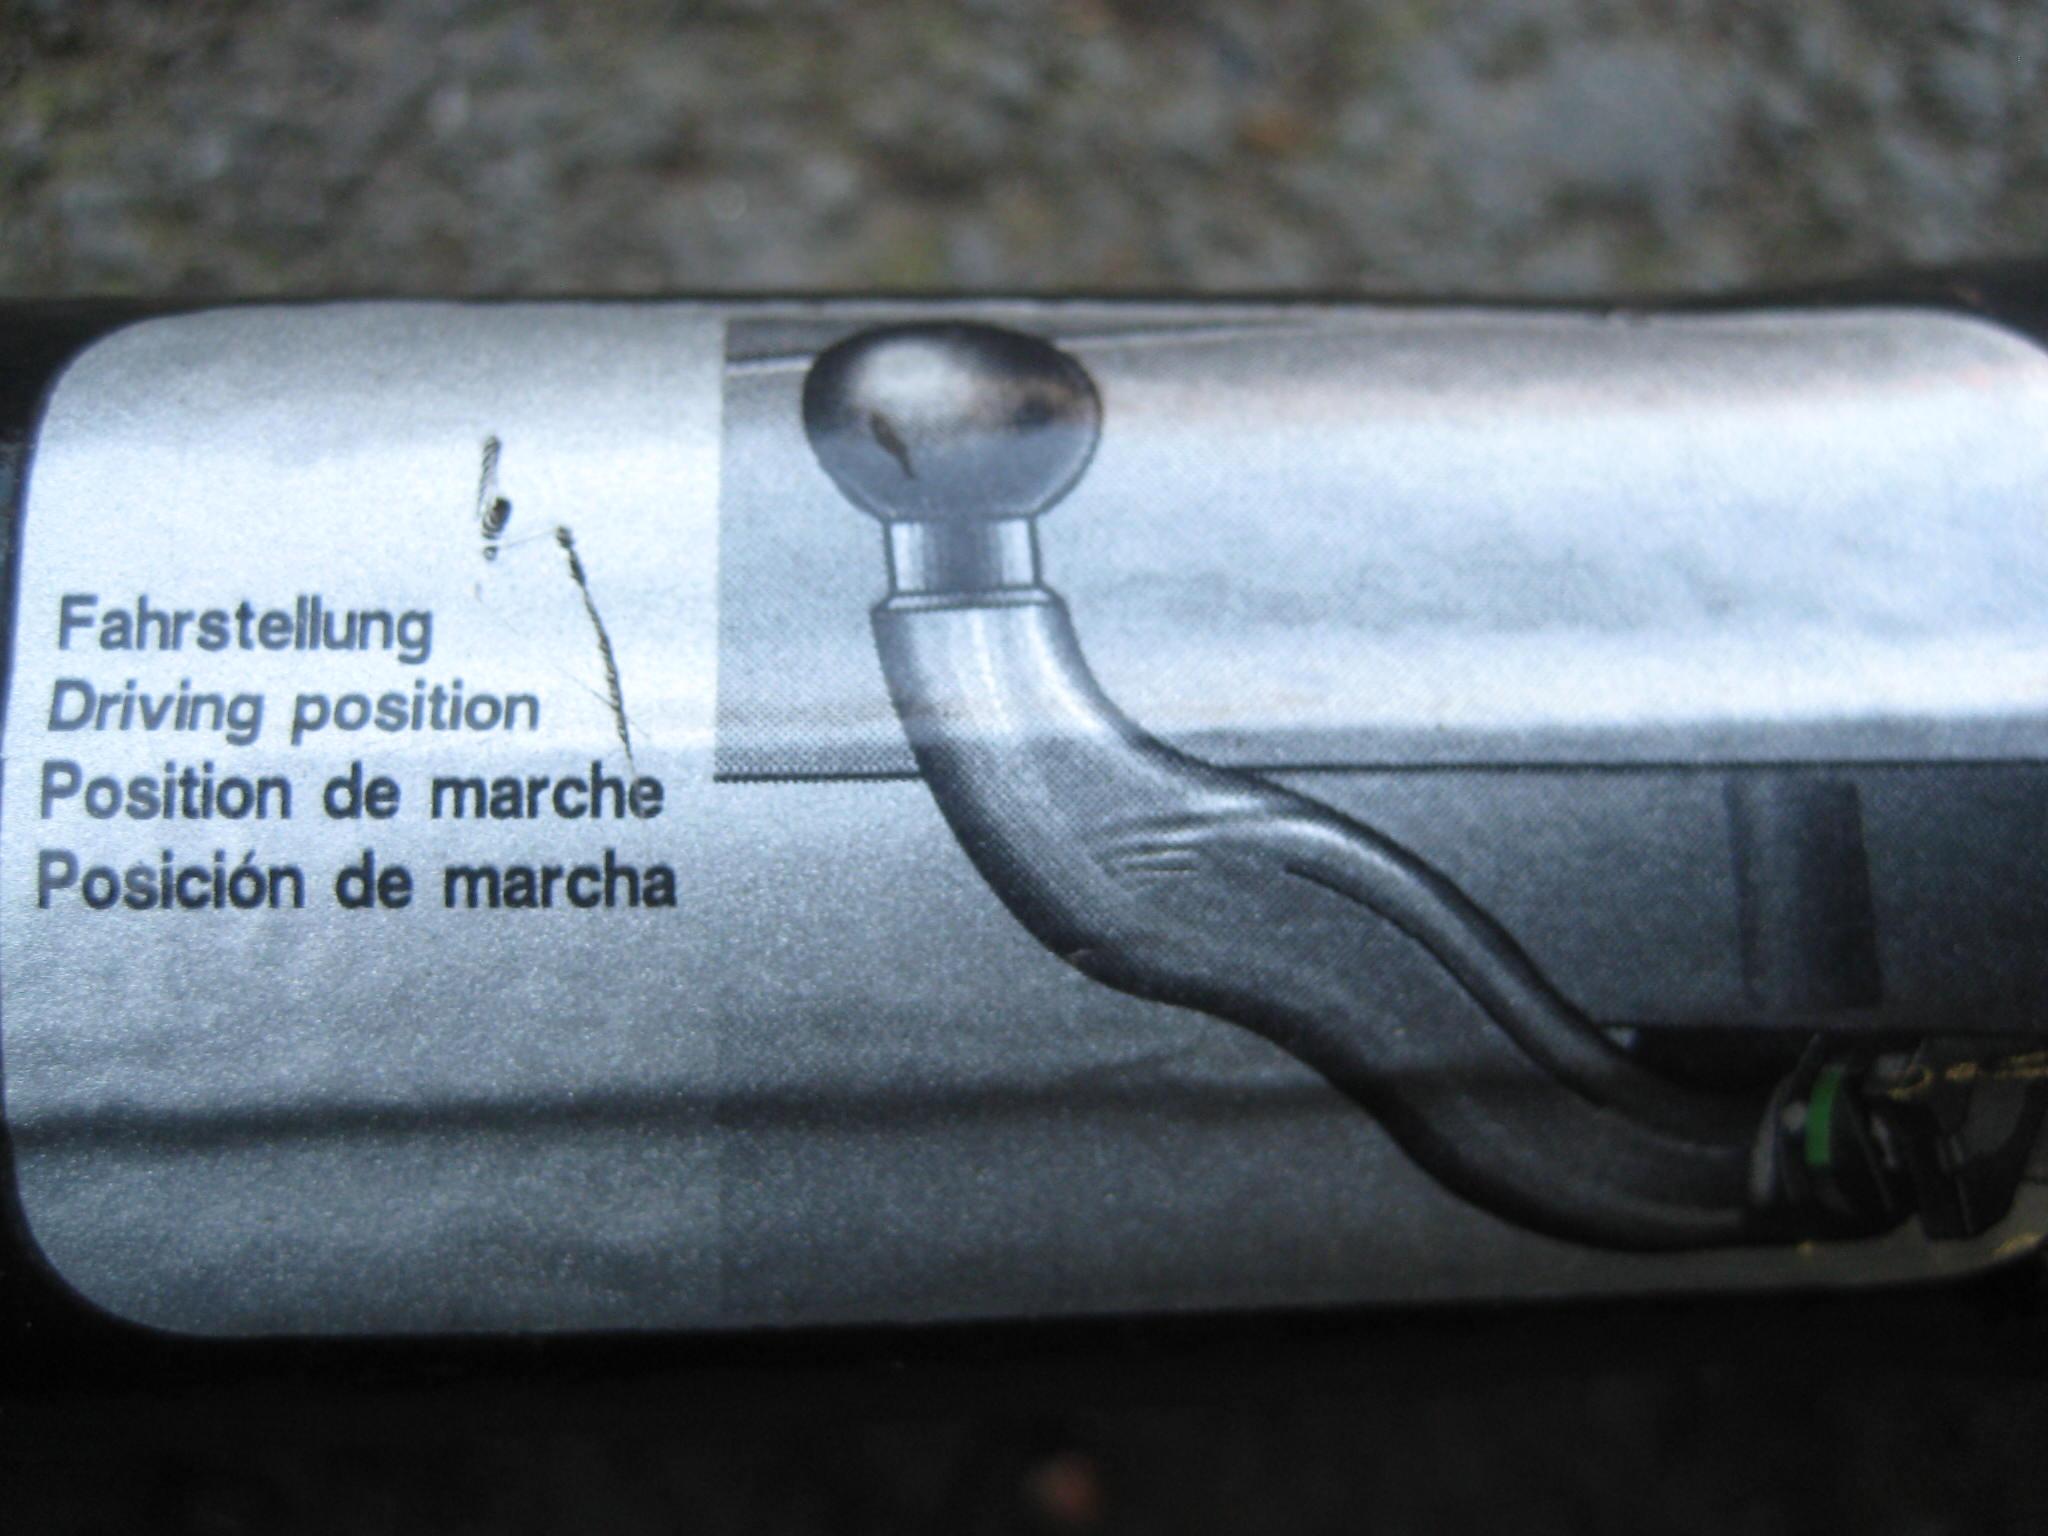 Fahrstellung
Driving position
Position de marche
Posición de marcha